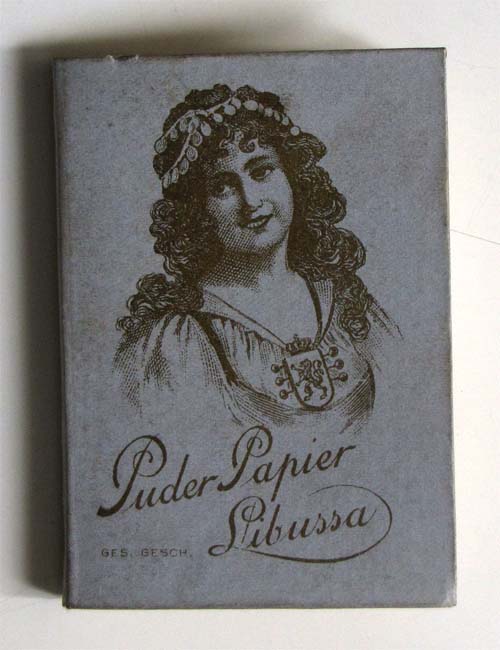 Puder Papier
Libussa
GES. GESCH.